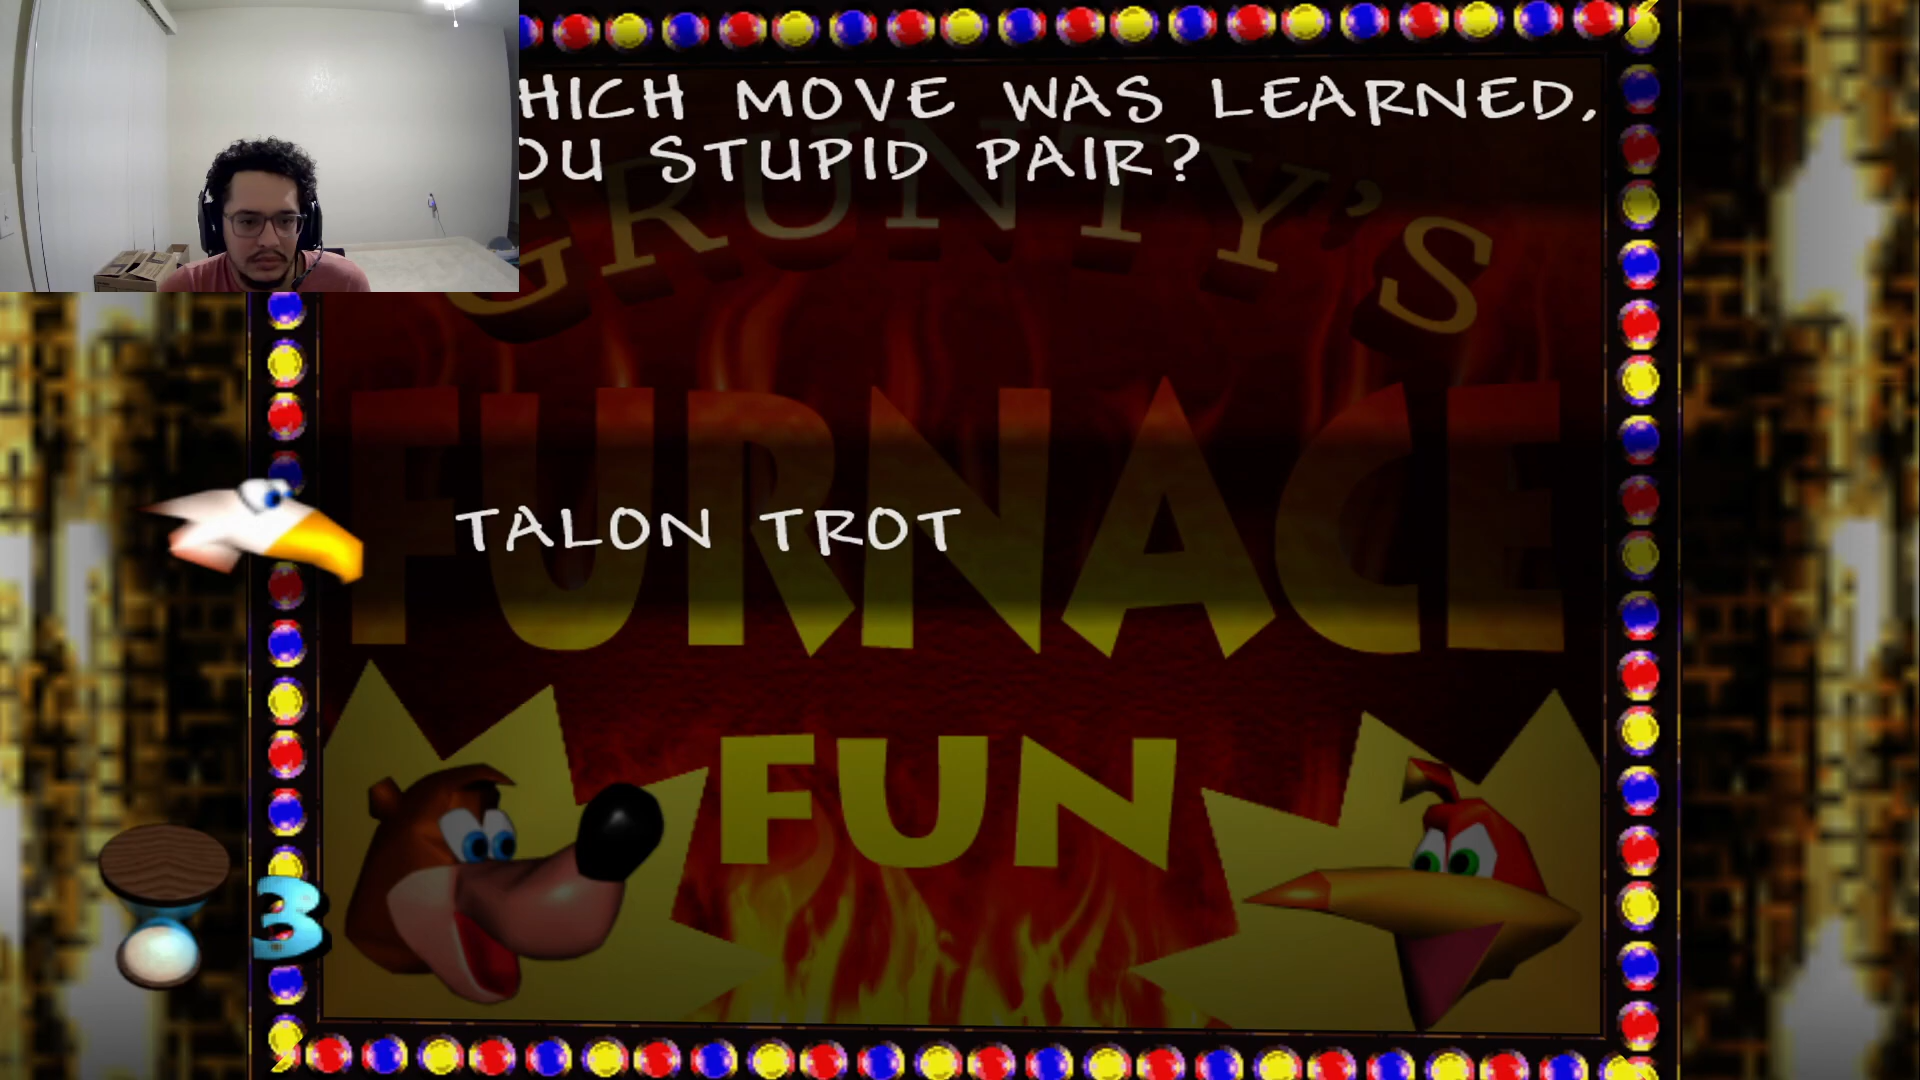 HICH MOVE WAS LEARNED,
OU STUPID PAIR?
GRUNTY'S
FURNACE
TALON TROT
FUN
3